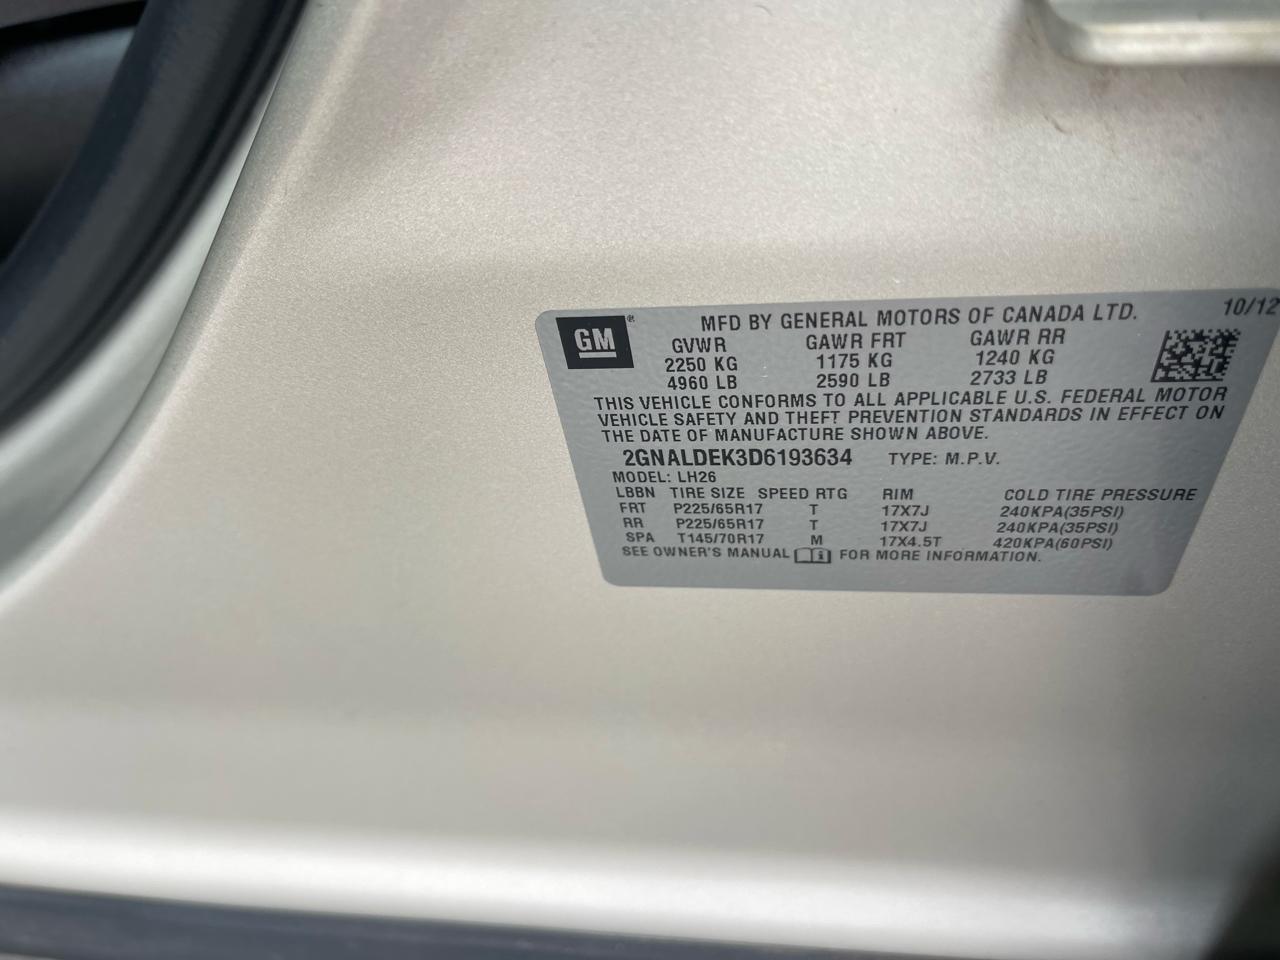 GM®
MFD BY GENERAL MOTORS OF CANADA LTD. 10/12
GVWR GAWR FRT GAWR RR
2250 KG 1175 KG 1240 KG
4960 LB 2590 LB 2733 LB
THIS VEHICLE CONFORMS TO ALL APPLICABLE U.S. FEDERAL MOTOR
VEHICLE SAFETY AND THEFT PREVENTION STANDARDS IN EFFECT ON
THE DATE OF MANUFACTURE SHOWN ABOVE.
2GNALDEK3D6193634 TYPE: M.P.V.
MODEL: LH26
LBBN TIRE SIZE SPEED RTG RIM COLD TIRE PRESSURE
FRT P225/65R17 T 17X7J 240KPA(35PSI)
RR P225/65R17 T 17X7J 240KPA(35PSI)
SPA T145/70R17 M 17X4.5T 420KPA(60PSI)
SEE OWNER'S MANUAL i FOR MORE INFORMATION.